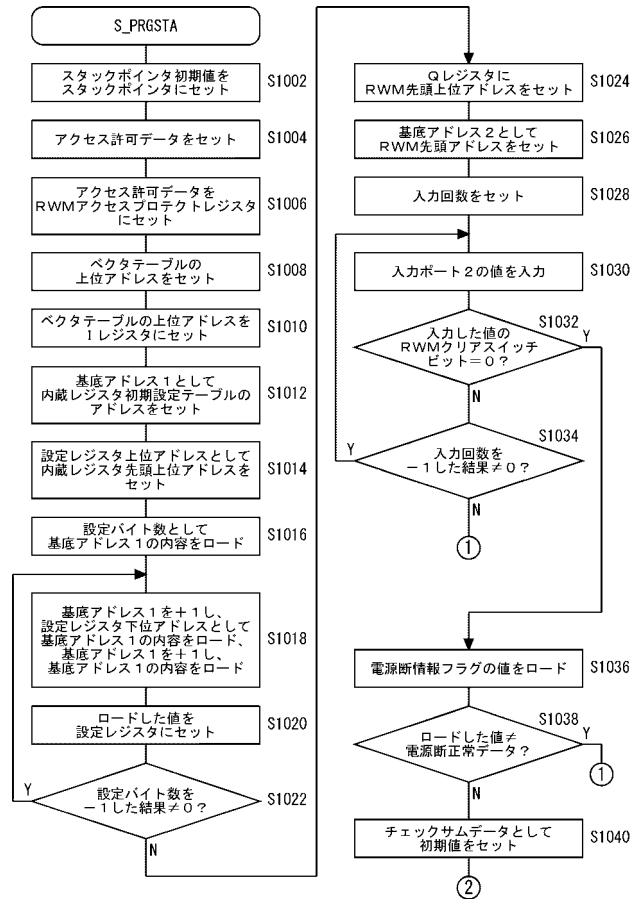 S_PRGSTA
スタックポインタ初期値を
スタックポインタにセット
S1002
アクセス許可データをセット
S1004
アクセス許可データを
RWMアクセスプロテクトレジスタ
にセット
S1006
ベクタテーブルの
上位アドレスをセット
S1008
ベクタテーブルの上位アドレスを
Iレジスタにセット
S1010
基底アドレス1として
内蔵レジスタ初期設定テーブルの
アドレスをセット
S1012
設定レジスタ上位アドレスとして
内蔵レジスタ先頭上位アドレスを
セット
S1014
設定バイト数として
基底アドレス1の内容をロード
S1016
基底アドレス1を+1し、
設定レジスタ下位アドレスとして
基底アドレス1の内容をロード、
基底アドレス1を+1し、
基底アドレス1の内容をロード
S1018
ロードした値を
設定レジスタにセット
S1020
Y
設定バイト数を
-1した結果≠0?
S1022
N
Qレジスタに
RWM先頭上位アドレスをセット
S1024
基底アドレス2として
RWM先頭アドレスをセット
S1026
入力回数をセット
S1028
入力ポート2の値を入力
S1030
S1032
入力した値の
RWMクリアスイッチ
ビット=0?
Y
N
S1034
Y
入力回数を
-1した結果≠0?
N
①
電源断情報フラグの値をロード
S1036
S1038
ロードした値≠
電源断正常データ?
Y
①
N
チェックサムデータとして
初期値をセット
S1040
②